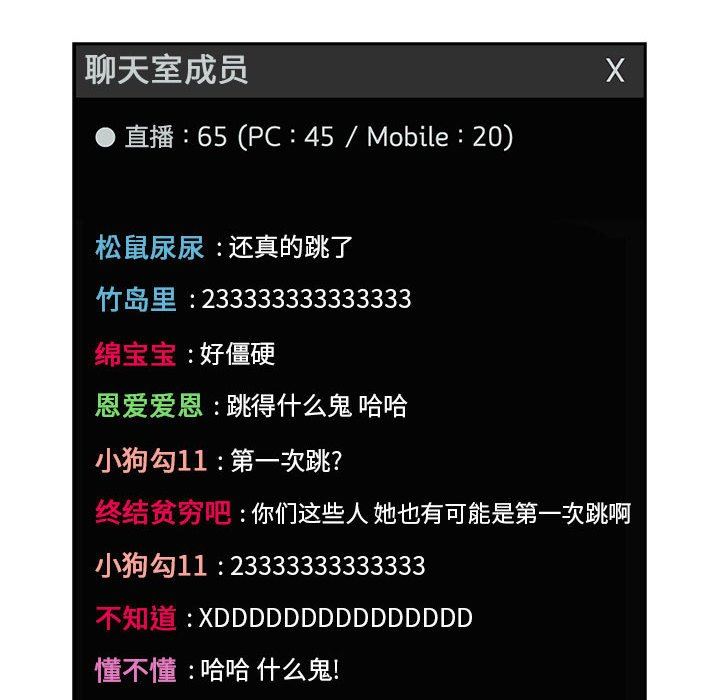 聊天室成员 X
● 直播：65 (PC：45 / Mobile：20)
松鼠尿尿 : 还真的跳了
竹岛里 : 233333333333333
绵宝宝 : 好僵硬
恩爱爱恩 : 跳得什么鬼 哈哈
小狗勾11 : 第一次跳?
终结贫穷吧 : 你们这些人 她也有可能是第一次跳啊
小狗勾11 : 23333333333333
不知道 : XDDDDDDDDDDDDDDD
懂不懂 : 哈哈 什么鬼!